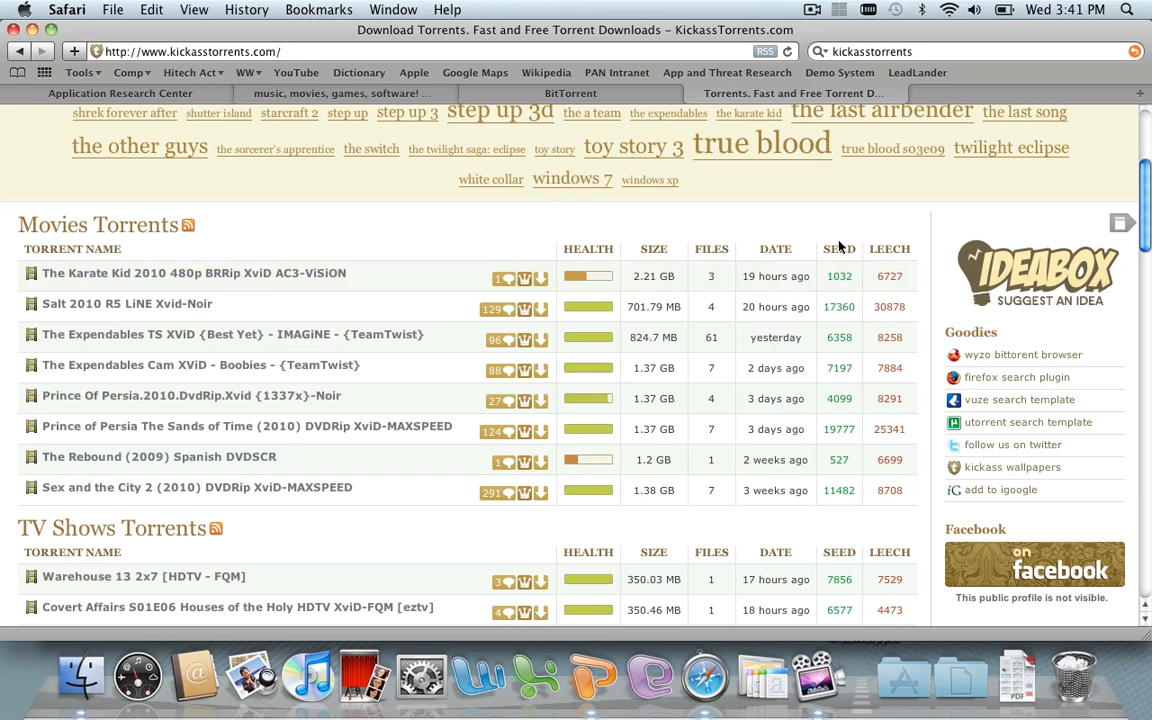 Safari File Edit View History Bookmarks Window Help Wed 3:41 PM
Download Torrents. Fast and Free Torrent Downloads – KickassTorrents.com
http://www.kickasstorrents.com/ RSS kickasstorrents
Tools Comp Hitech Act WW YouTube Dictionary Apple Google Maps Wikipedia PAN Intranet App and Threat Research Demo System LeadLander
Application Research Center music, movies, games, software! ... BitTorrent Torrents. Fast and Free Torrent D...
shrek forever after shutter island starcraft 2 step up step up 3 step up 3d the a team the expendables the karate kid the last airbender the last song
the other guys the sorcerer's apprentice the switch the twilight saga: eclipse toy story toy story 3 true blood true blood s03e09 twilight eclipse
white collar windows 7 windows xp
Movies Torrents
TORRENT NAME HEALTH SIZE FILES DATE SEED LEECH
The Karate Kid 2010 480p BRRip XviD AC3-ViSiON 1 2.21 GB 3 19 hours ago 1032 6727
Salt 2010 R5 LiNE Xvid-Noir 129 701.79 MB 4 20 hours ago 17360 30878
The Expendables TS XViD {Best Yet} - IMAGiNE - {TeamTwist} 96 824.7 MB 61 yesterday 6358 8258
The Expendables Cam XViD - Boobies - {TeamTwist} 88 1.37 GB 7 2 days ago 7197 7884
Prince Of Persia.2010.DvdRip.Xvid {1337x}-Noir 27 1.37 GB 4 3 days ago 4099 8291
Prince of Persia The Sands of Time (2010) DVDRip XviD-MAXSPEED 124 1.37 GB 7 3 days ago 19777 25341
The Rebound (2009) Spanish DVDSCR 1 1.2 GB 1 2 weeks ago 527 6699
Sex and the City 2 (2010) DVDRip XviD-MAXSPEED 291 1.38 GB 7 3 weeks ago 11482 8708
TV Shows Torrents
TORRENT NAME HEALTH SIZE FILES DATE SEED LEECH
Warehouse 13 2x7 [HDTV - FQM] 3 350.03 MB 1 17 hours ago 7856 7529
Covert Affairs S01E06 Houses of the Holy HDTV XviD-FQM [eztv] 4 350.46 MB 1 18 hours ago 6577 4473
IDEABOX
SUGGEST AN IDEA
Goodies
wyzo bittorent browser
firefox search plugin
vuze search template
utorrent search template
follow us on twitter
kickass wallpapers
add to igoogle
Facebook
on
facebook
This public profile is not visible.
PDF